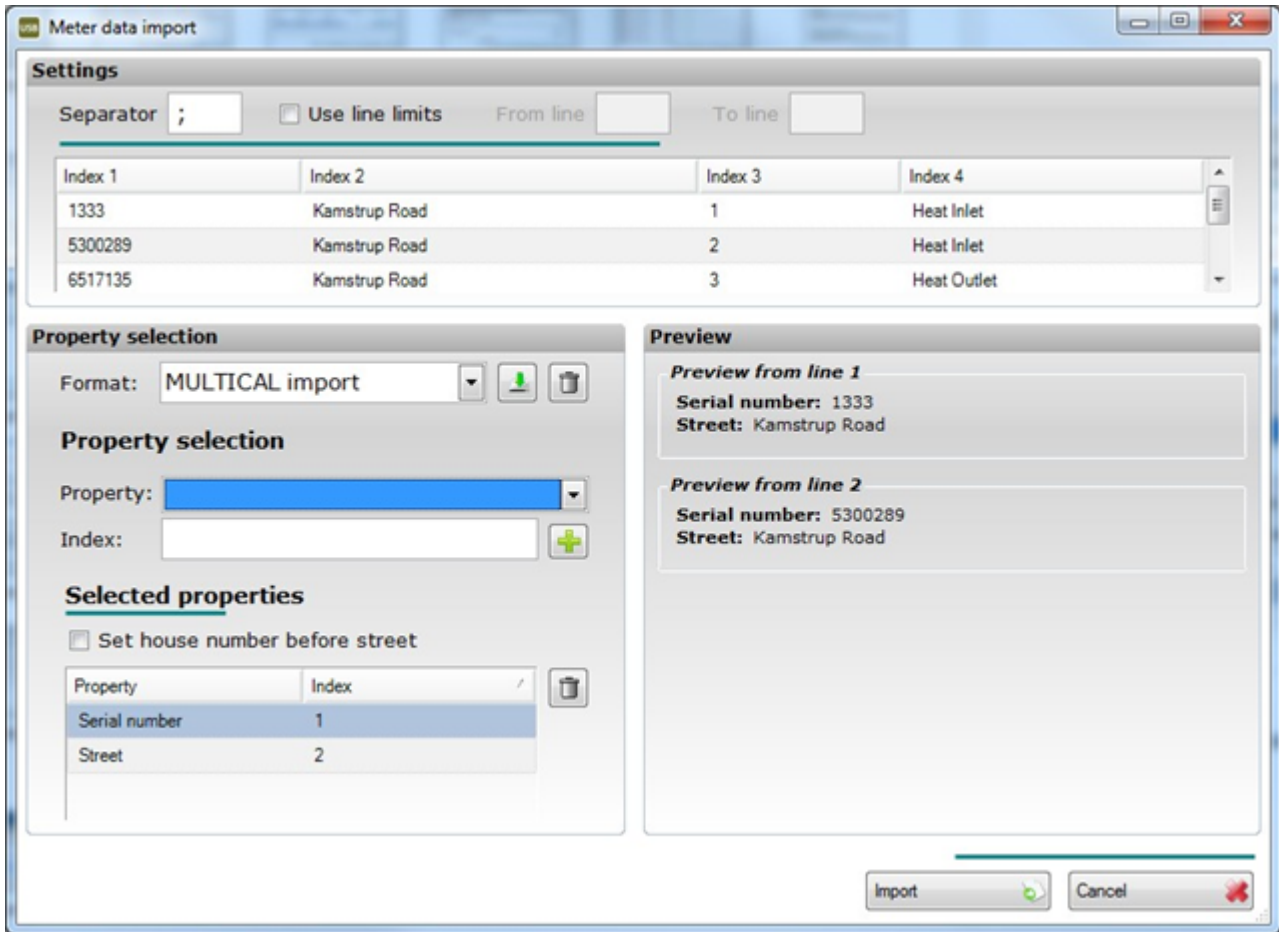 USB Meter data import
Settings
Separator ; Use line limits From line To line
Index 1 Index 2 Index 3 Index 4
1333 Kamstrup Road 1 Heat Inlet
5300289 Kamstrup Road 2 Heat Inlet
6517135 Kamstrup Road 3 Heat Outlet
Property selection
Format: MULTICAL import
Property selection
Property:
Index:
Selected properties
Set house number before street
Property Index
Serial number 1
Street 2
Preview
Preview from line 1
Serial number: 1333
Street: Kamstrup Road
Preview from line 2
Serial number: 5300289
Street: Kamstrup Road
Import Cancel